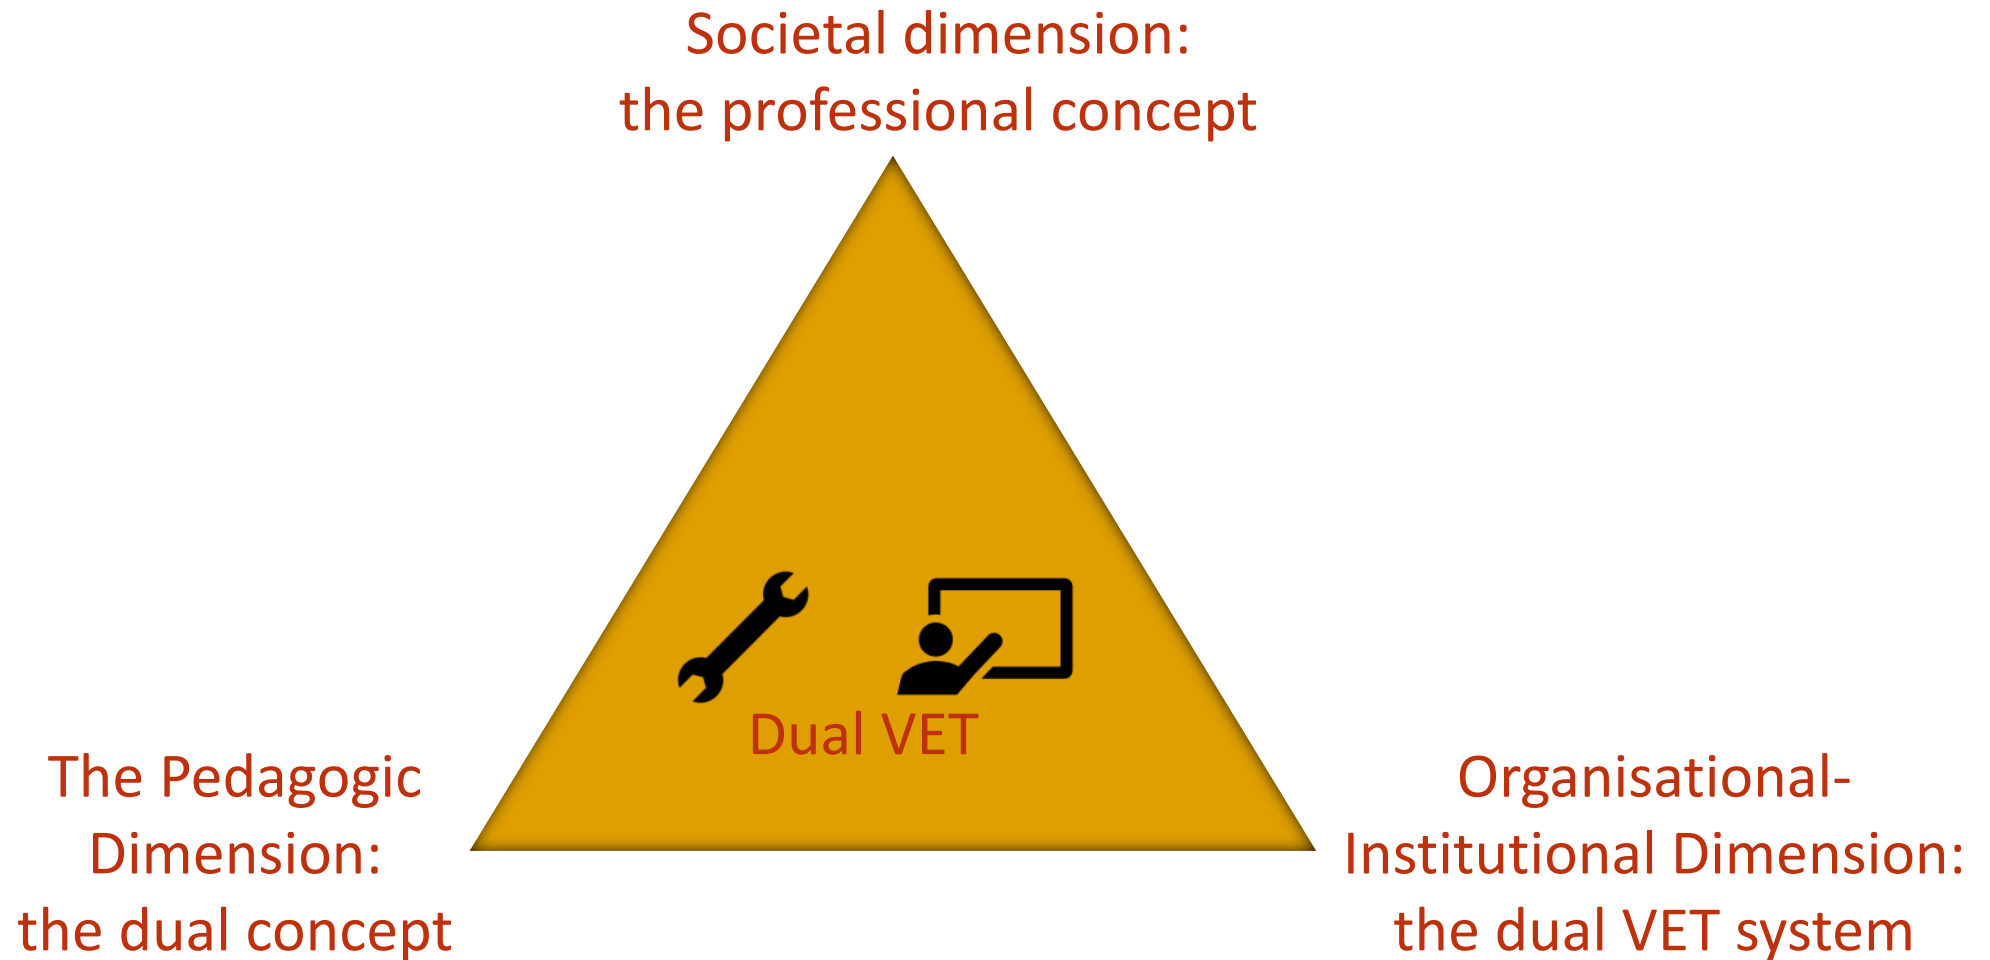 Societal dimension:
the professional concept
Dual VET
The Pedagogic
Dimension:
the dual concept
Organisational-
Institutional Dimension:
the dual VET system